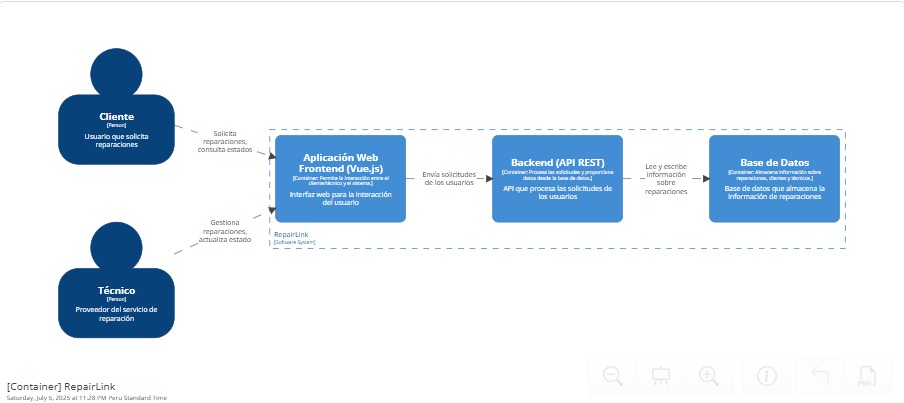 Cliente
[Person]
Usuario que solicita
reparaciones
Solicita
reparaciones,
consulta estados
Aplicación Web
Frontend (Vue.js)
[Container: Permite la interacción entre el
cliente/técnico y el sistema.]
Interfaz web para la interacción
del usuario
Envía solicitudes
de los usuarios
Backend (API REST)
[Container: Procesa las solicitudes y proporciona
datos desde la base de datos.]
API que procesa las solicitudes de
los usuarios
Lee y escribe
información
sobre
reparaciones
Base de Datos
[Container: Almacena información sobre
reparaciones, clientes y técnicos.]
Base de datos que almacena la
información de reparaciones
Gestiona
reparaciones,
actualiza estado
RepairLink
[Software System]
Técnico
[Person]
Proveedor del servicio de
reparación
[Container] RepairLink
Saturday, July 5, 2025 at 11:28 PM Peru Standard Time
PNG